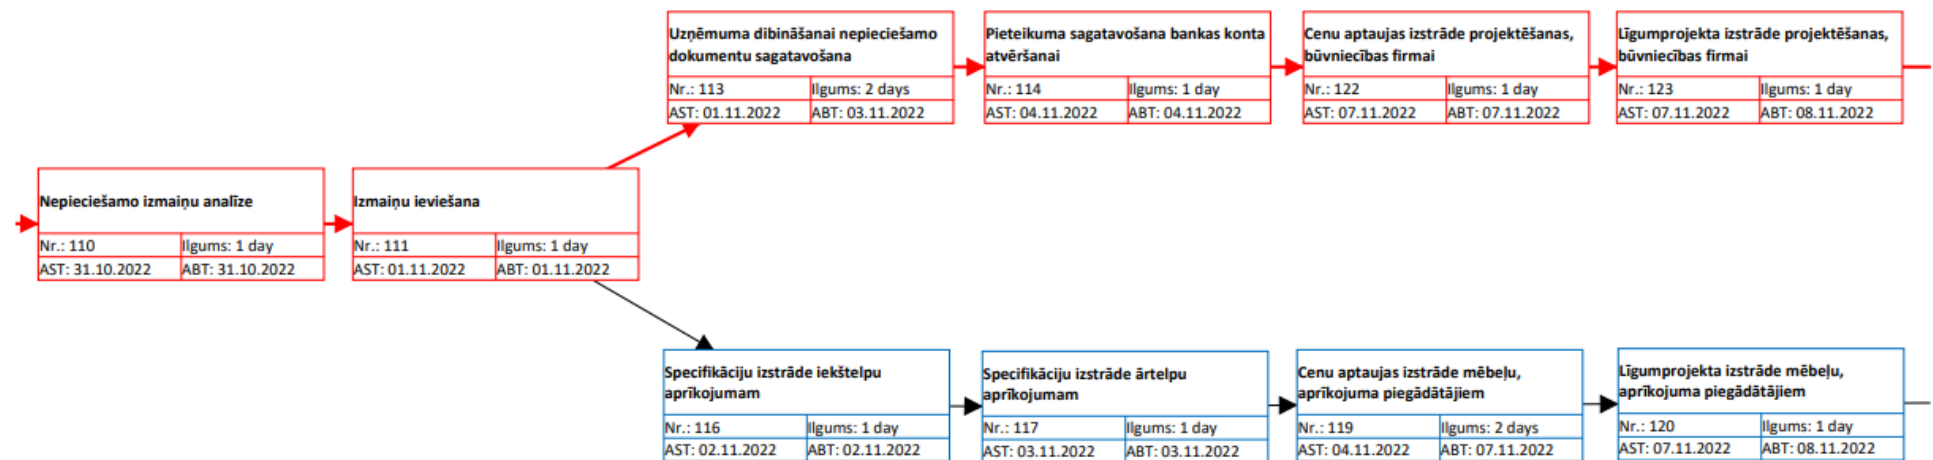 Uzņēmuma dibināšanai nepieciešamo
dokumentu sagatavošana
Nr.: 113 Ilgums: 2 days
AST: 01.11.2022 ABT: 03.11.2022
Pieteikuma sagatavošana bankas konta
atvēršanai
Nr.: 114 Ilgums: 1 day
AST: 04.11.2022 ABT: 04.11.2022
Cenu aptaujas izstrāde projektēšanas,
būvniecības firmai
Nr.: 122 Ilgums: 1 day
AST: 07.11.2022 ABT: 07.11.2022
Līgumprojekta izstrāde projektēšanas,
būvniecības firmai
Nr.: 123 Ilgums: 1 day
AST: 07.11.2022 ABT: 08.11.2022
Nepieciešamo izmaiņu analīze
Nr.: 110 Ilgums: 1 day
AST: 31.10.2022 ABT: 31.10.2022
Izmaiņu ieviešana
Nr.: 111 Ilgums: 1 day
AST: 01.11.2022 ABT: 01.11.2022
Specifikāciju izstrāde iekštelpu
aprīkojumam
Nr.: 116 Ilgums: 1 day
AST: 02.11.2022 ABT: 02.11.2022
Specifikāciju izstrāde ārtelpu
aprīkojumam
Nr.: 117 Ilgums: 1 day
AST: 03.11.2022 ABT: 03.11.2022
Cenu aptaujas izstrāde mēbeļu,
aprīkojuma piegādātājiem
Nr.: 119 Ilgums: 2 days
AST: 04.11.2022 ABT: 07.11.2022
Līgumprojekta izstrāde mēbeļu,
aprīkojuma piegādātājiem
Nr.: 120 Ilgums: 1 day
AST: 07.11.2022 ABT: 08.11.2022